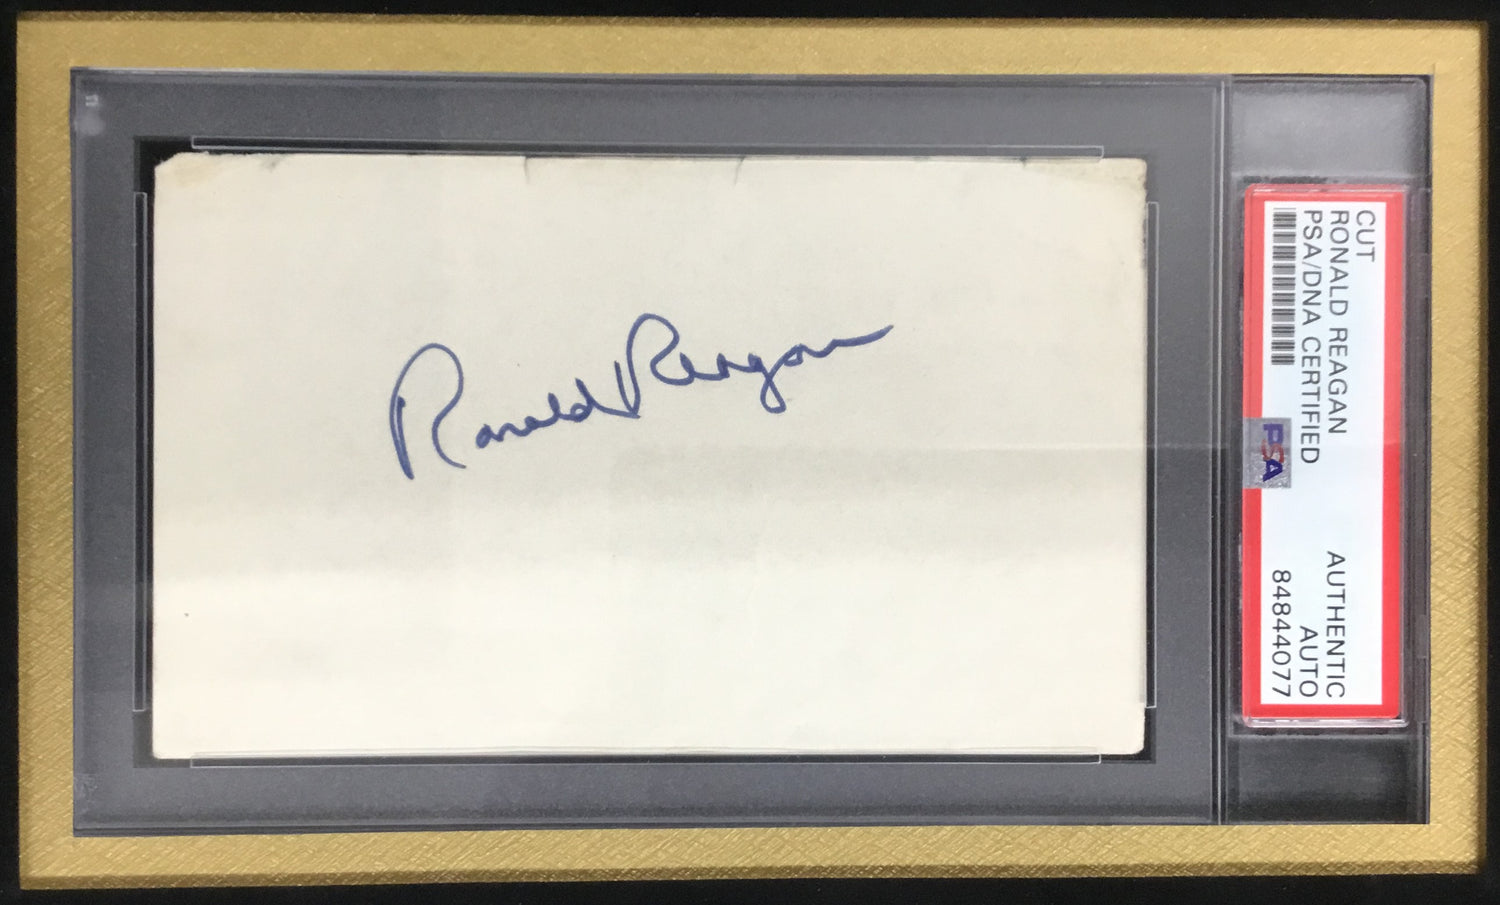 Ronald Reagan
CUT
RONALD REAGAN
PSA/DNA CERTIFIED
AUTHENTIC
AUTO
84844077
PSA